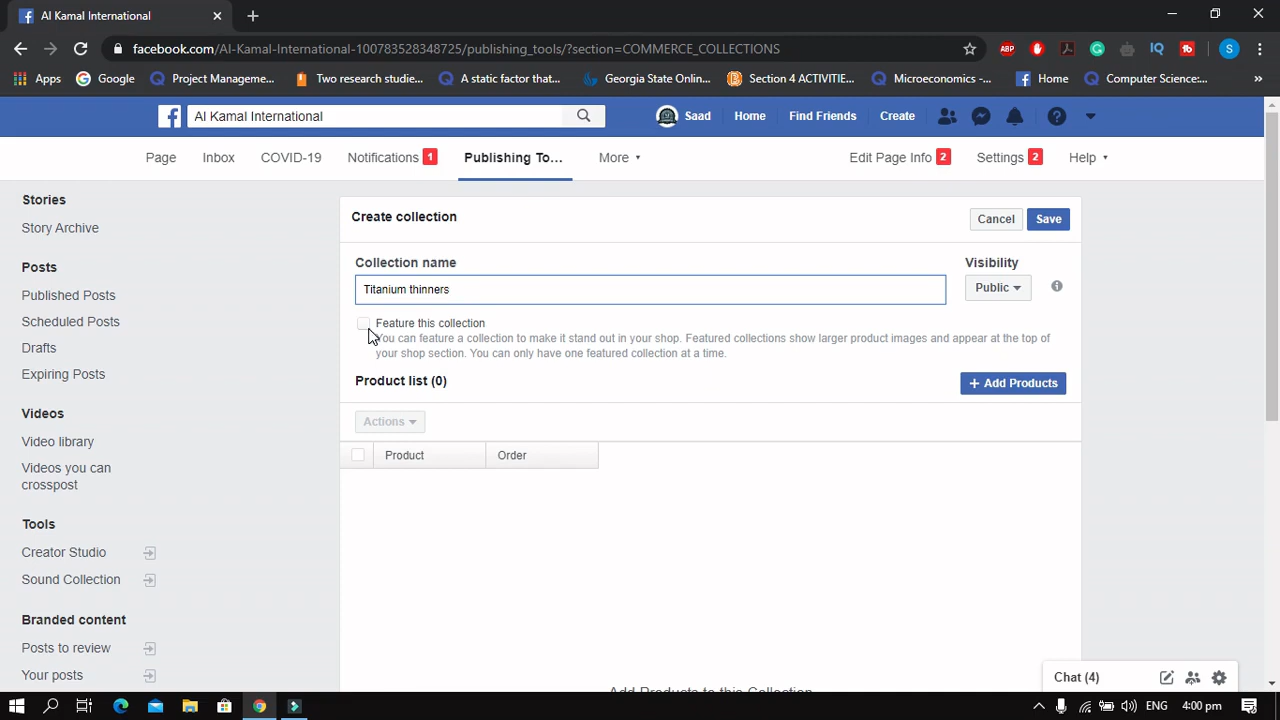 Al Kamal International
facebook.com/Al-Kamal-International-100783528348725/publishing_tools/?section=COMMERCE_COLLECTIONS
ABP
IQ
S
Apps
Google
Project Manageme...
Two research studie...
A static factor that...
Georgia State Onlin...
Section 4 ACTIVITIE...
Microeconomics -...
Home
Computer Science:...
»
Al Kamal International
Saad
Home
Find Friends
Create
Page
Inbox
COVID-19
Notifications 1
Publishing To...
More
Edit Page Info 2
Settings 2
Help
Stories
Story Archive
Posts
Published Posts
Scheduled Posts
Drafts
Expiring Posts
Videos
Video library
Videos you can
crosspost
Tools
Creator Studio
Sound Collection
Branded content
Posts to review
Your posts
Create collection
Cancel
Save
Collection name
Visibility
Titanium thinners
Public
Feature this collection
You can feature a collection to make it stand out in your shop. Featured collections show larger product images and appear at the top of
your shop section. You can only have one featured collection at a time.
Product list (0)
+ Add Products
Actions
Product
Order
Add Products to this Collection
Chat (4)
ENG
4:00 pm